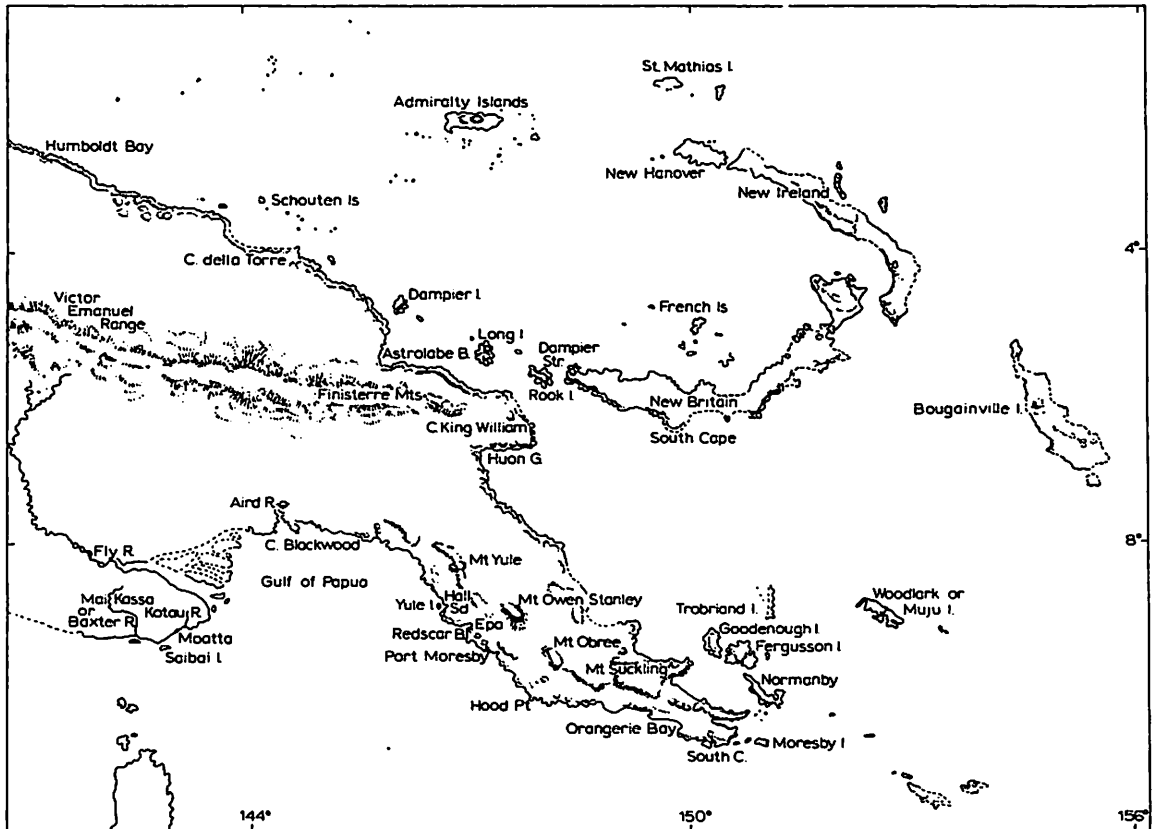 St. Mathias I.
Admiralty Islands
Humboldt Bay
New Hanover
New Ireland
Schouten Is
4°
C. della Torre
Dampier I.
Victor
Emanuel
Range
French Is
Long I.
Astrolabe B.
Dampier
Str.
Rook I.
Finisterre Mts
New Britain
Bougainville I.
C. King William
South Cape
Huon G.
Aird R.
C. Blackwood
8°
Fly R.
Gulf of Papua
Mt Yule
Mai Kassa
or
Baxter R.
Katau R.
Yule I.
Hall
Sd
Mt Owen Stanley
Trobriand I.
Woodlark or
Muju I.
Moatta
Epa
Redscar B.
Goodenough I.
Saibai I.
Port Moresby
Mt Obree
Fergusson I.
Mt Suckling
Normanby
Hood Pt
Orangerie Bay
Moresby I
South C.
144°
150°
156°